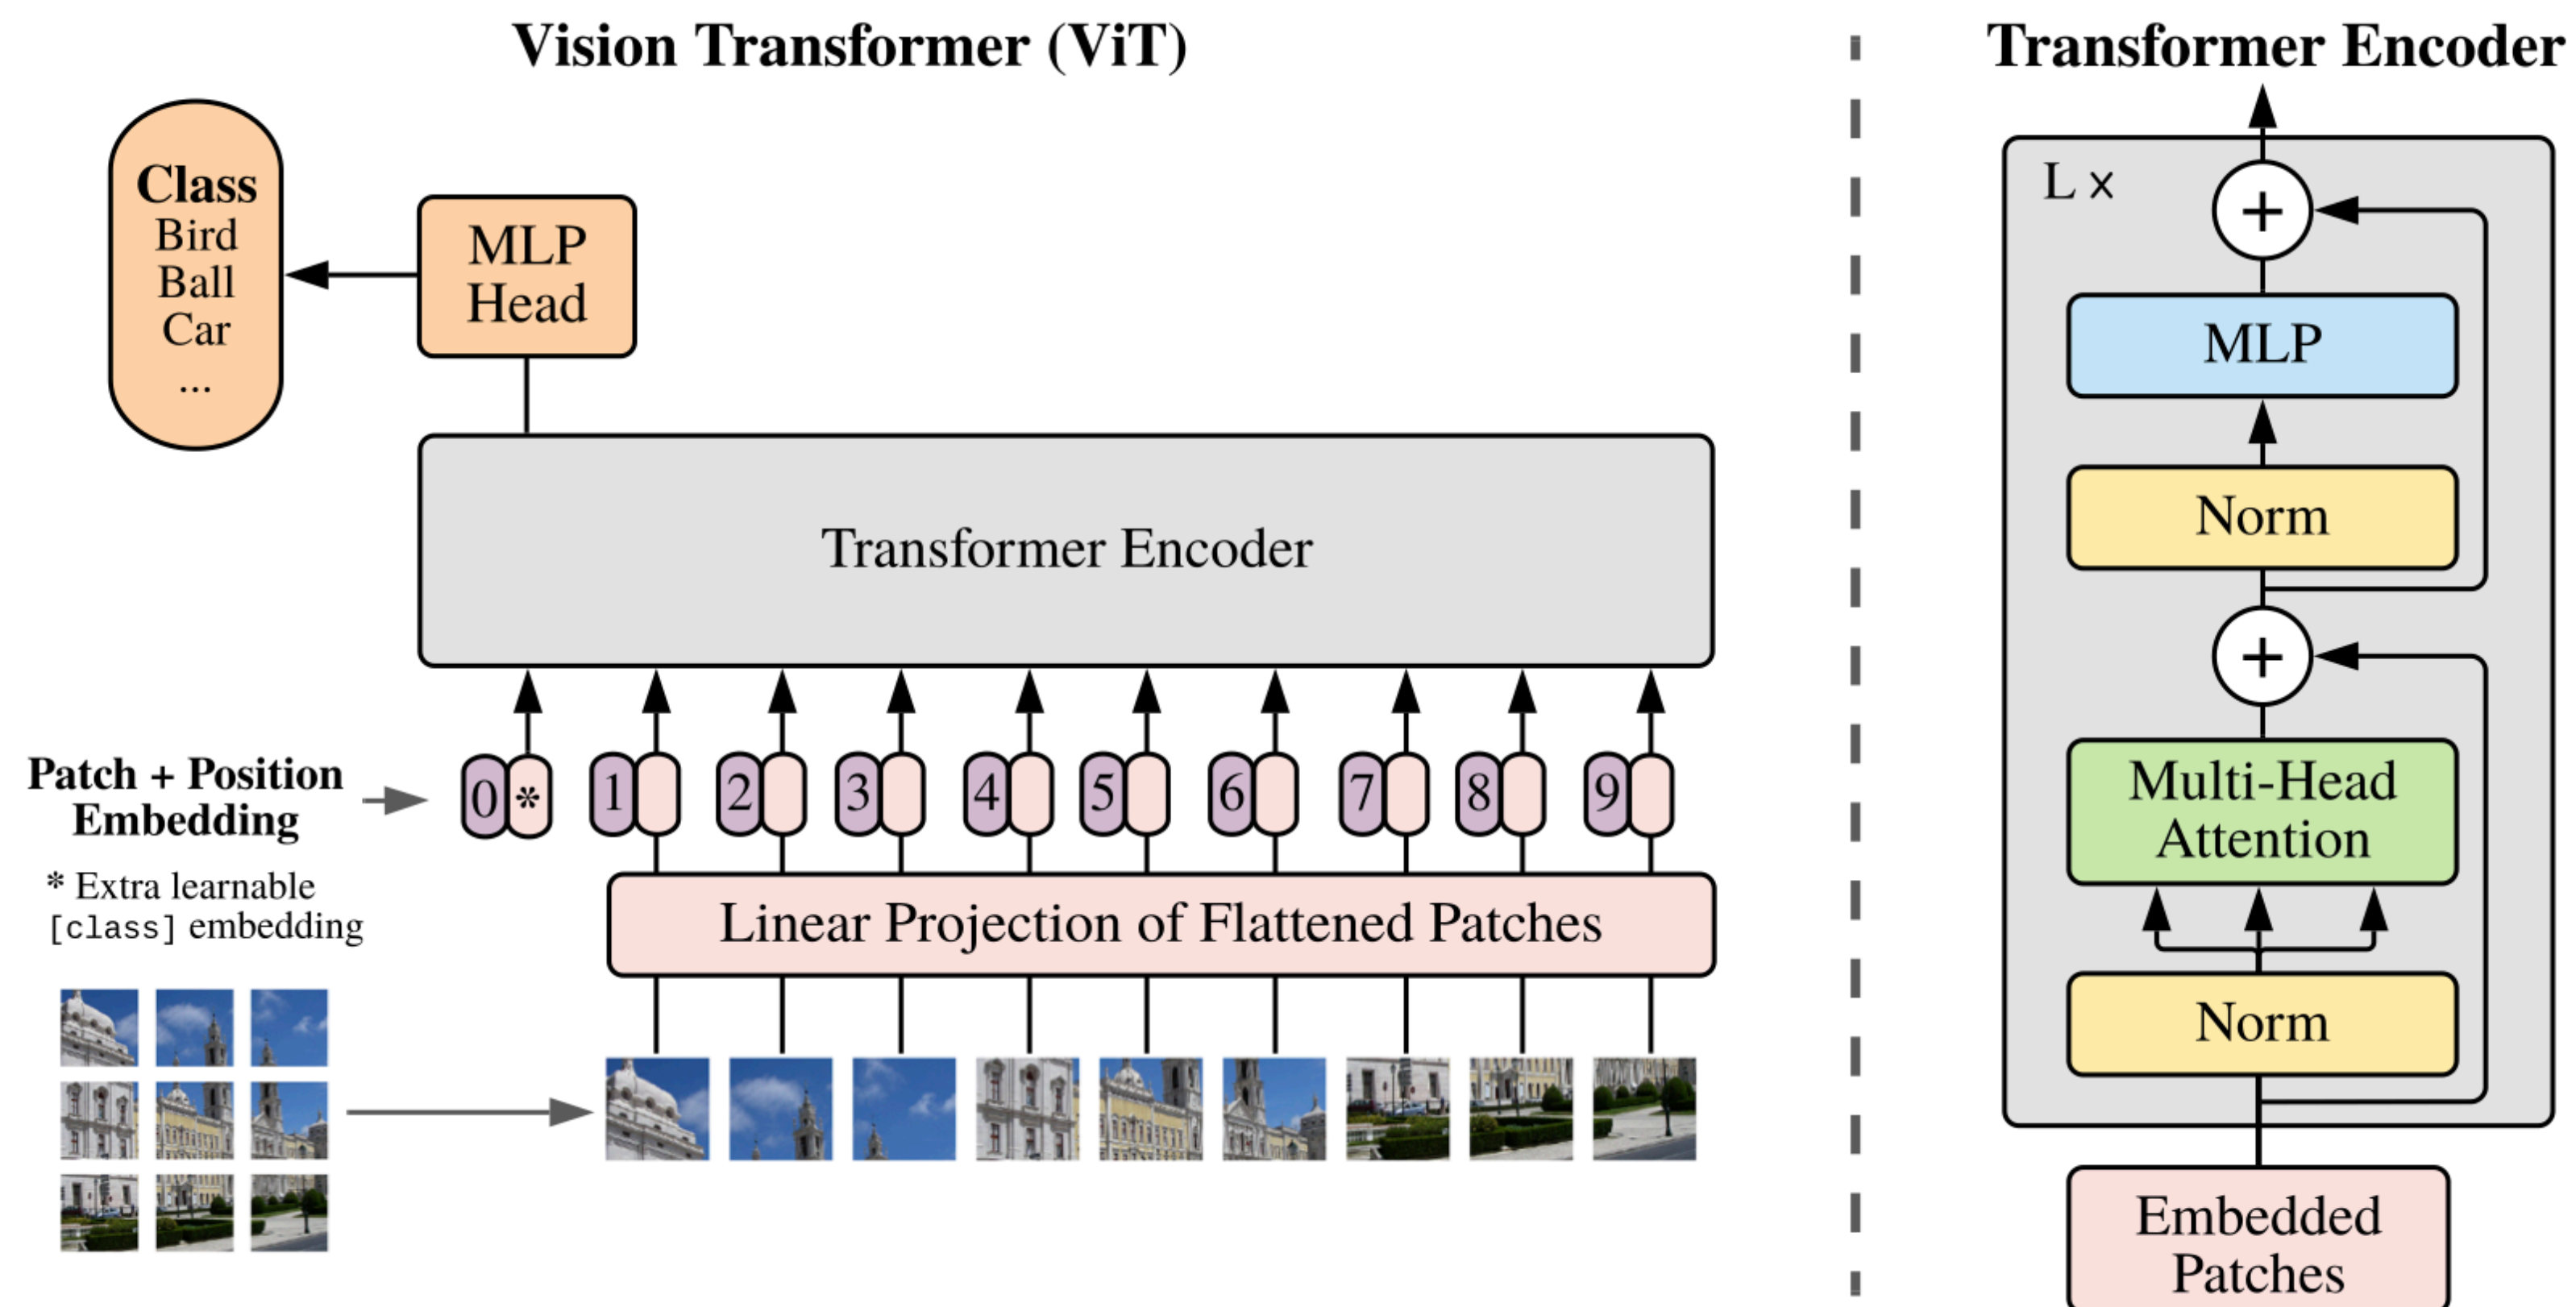 Vision Transformer (ViT)
Class
Bird
Ball
Car
...
MLP
Head
Transformer Encoder
Patch + Position
Embedding
0 * 1 2 3 4 5 6 7 8 9
* Extra learnable
[class] embedding
Linear Projection of Flattened Patches
Transformer Encoder
L ×
+
MLP
Norm
+
Multi-Head
Attention
Norm
Embedded
Patches